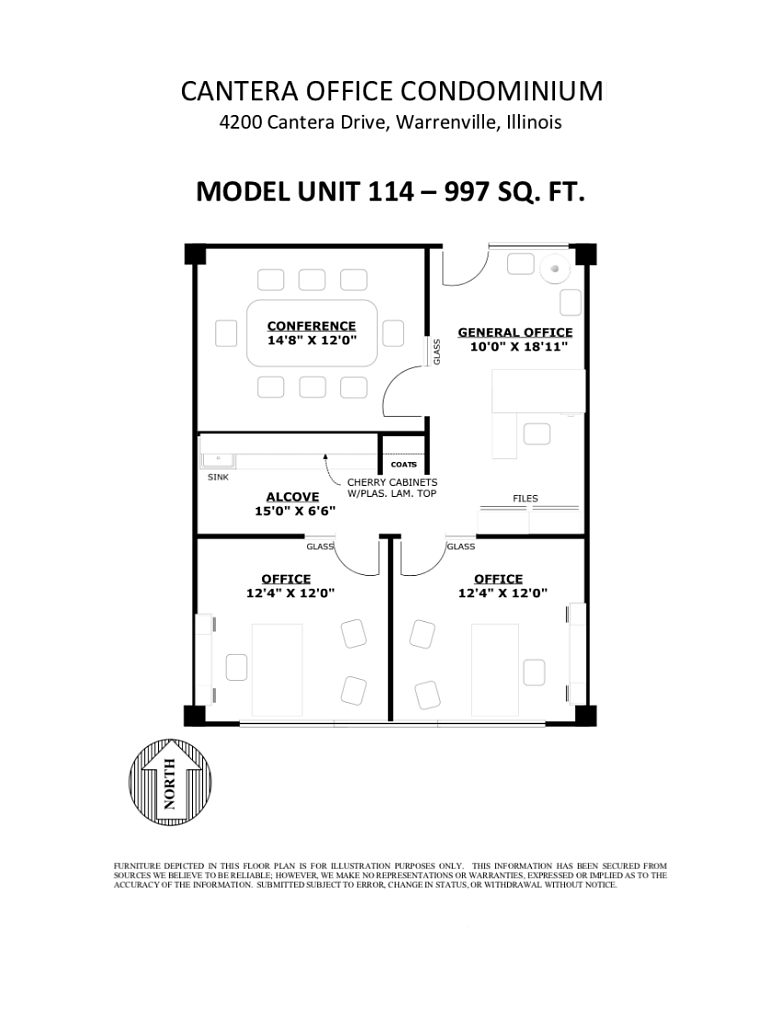 CANTERA OFFICE CONDOMINIUM
4200 Cantera Drive, Warrenville, Illinois
MODEL UNIT 114 – 997 SQ. FT.
CONFERENCE
14'8" X 12'0"
GLASS
GENERAL OFFICE
10'0" X 18'11"
COATS
SINK
CHERRY CABINETS
W/PLAS. LAM. TOP
ALCOVE
15'0" X 6'6"
FILES
GLASS
GLASS
OFFICE
12'4" X 12'0"
OFFICE
12'4" X 12'0"
NORTH
FURNITURE DEPICTED IN THIS FLOOR PLAN IS FOR ILLUSTRATION PURPOSES ONLY. THIS INFORMATION HAS BEEN SECURED FROM
SOURCES WE BELIEVE TO BE RELIABLE; HOWEVER, WE MAKE NO REPRESENTATIONS OR WARRANTIES, EXPRESSED OR IMPLIED AS TO THE
ACCURACY OF THE INFORMATION. SUBMITTED SUBJECT TO ERROR, CHANGE IN STATUS, OR WITHDRAWAL WITHOUT NOTICE.